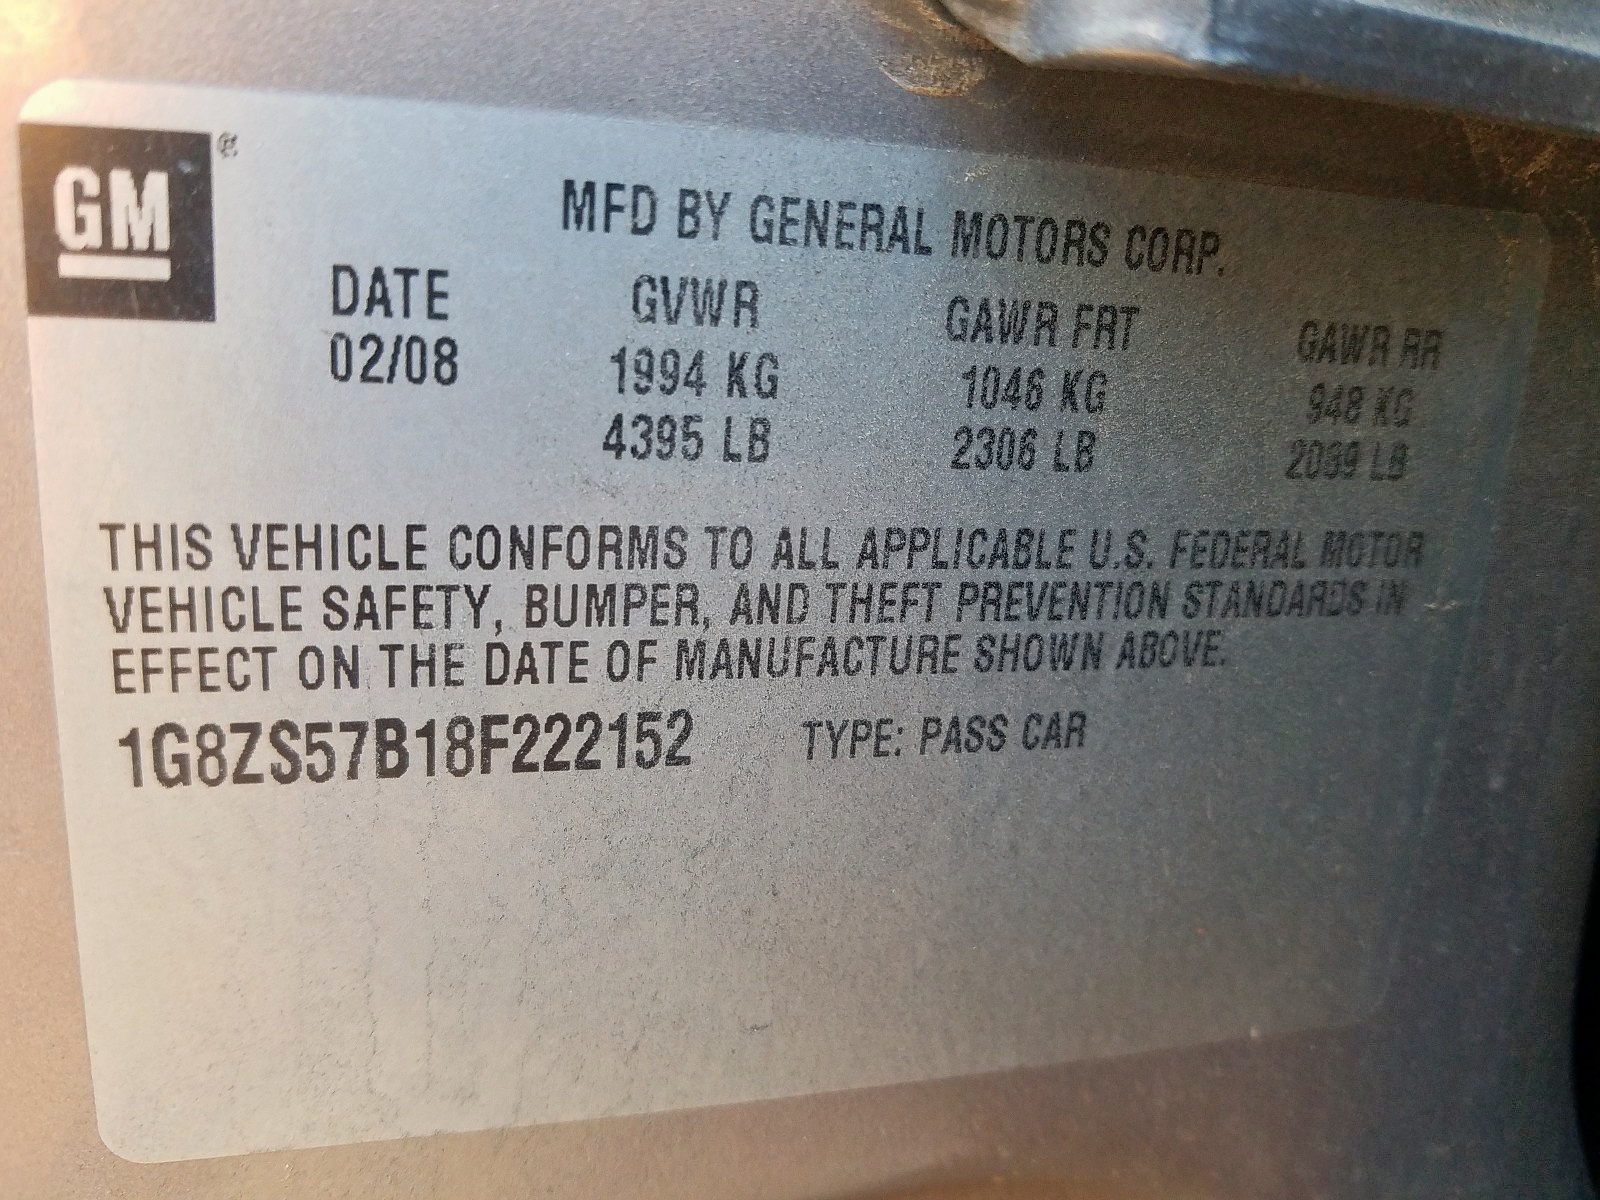 GM®
MFD BY GENERAL MOTORS CORP.
DATE GVWR GAWR FRT GAWR RR
02/08 1994 KG 1046 KG 948 KG
4395 LB 2306 LB 2089 LB
THIS VEHICLE CONFORMS TO ALL APPLICABLE U.S. FEDERAL MOTOR
VEHICLE SAFETY, BUMPER, AND THEFT PREVENTION STANDARDS IN
EFFECT ON THE DATE OF MANUFACTURE SHOWN ABOVE.
1G8ZS57B18F222152 TYPE: PASS CAR